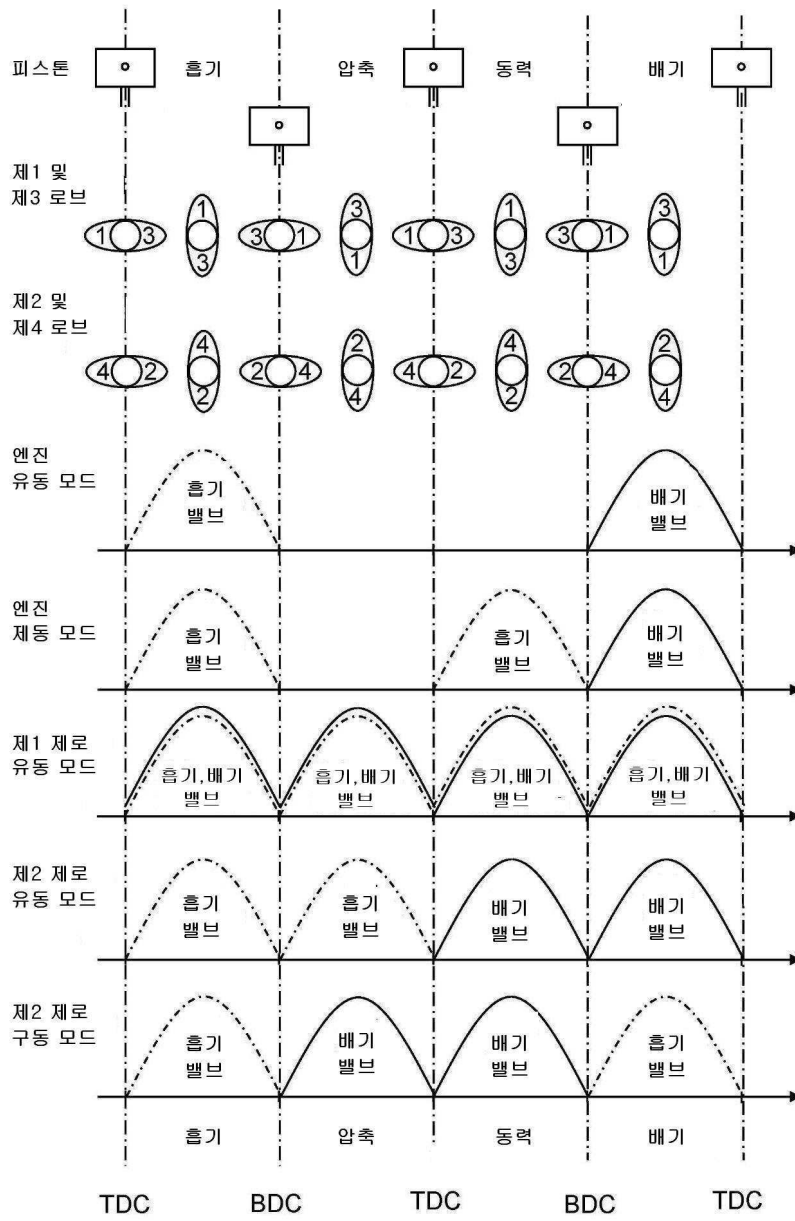 피스톤 흡기 압축 동력 배기
제1 및
제3 로브
1 3 1 3 3 1 3 1 1 3 1 3 3 1 3 1
제2 및
제4 로브
4 2 4 2 2 4 2 4 4 2 4 2 2 4 2 4
엔진
유동 모드
흡기
밸브
배기
밸브
엔진
제동 모드
흡기
밸브
흡기
밸브
배기
밸브
제1 제로
유동 모드
흡기,배기
밸브
흡기,배기
밸브
흡기,배기
밸브
흡기,배기
밸브
제2 제로
유동 모드
흡기
밸브
흡기
밸브
배기
밸브
배기
밸브
제2 제로
구동 모드
흡기
밸브
배기
밸브
배기
밸브
흡기
밸브
흡기 압축 동력 배기
TDC BDC TDC BDC TDC